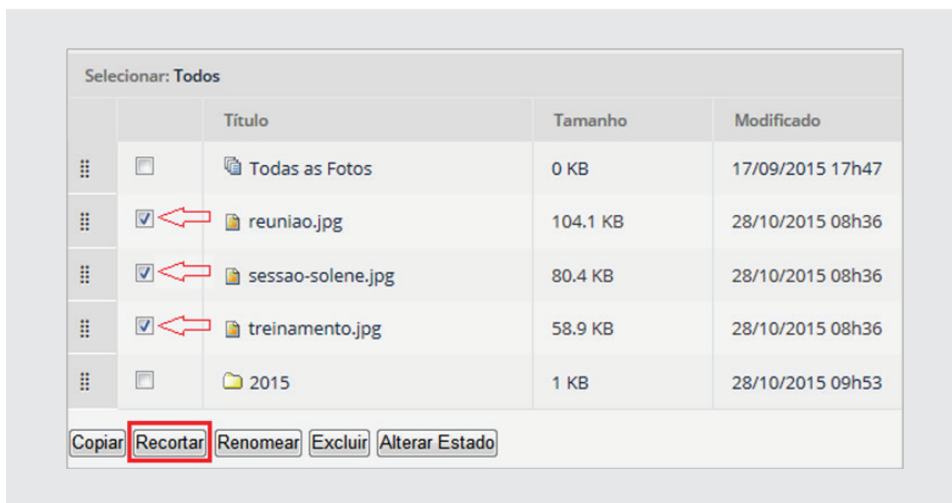 Selecionar: Todos
Título Tamanho Modificado
Todas as Fotos 0 KB 17/09/2015 17h47
reuniao.jpg 104.1 KB 28/10/2015 08h36
sessao-solene.jpg 80.4 KB 28/10/2015 08h36
treinamento.jpg 58.9 KB 28/10/2015 08h36
2015 1 KB 28/10/2015 09h53
Copiar Recortar Renomear Excluir Alterar Estado